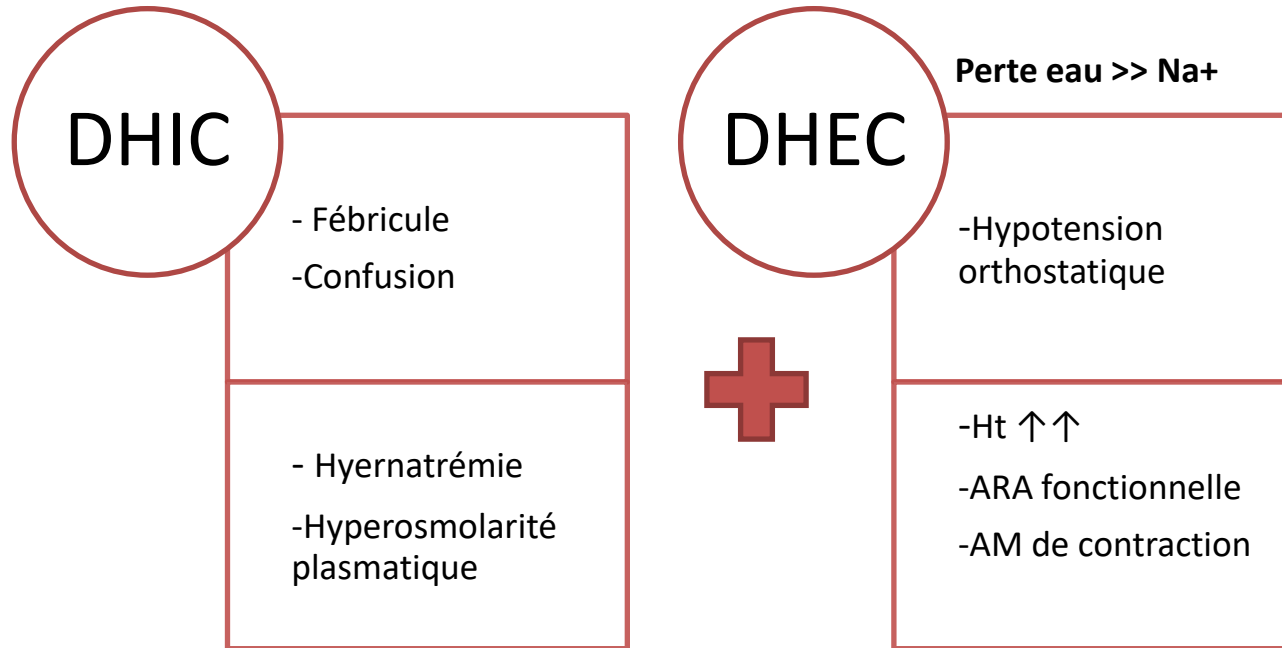 DHIC
- Fébricule
-Confusion
- Hyernatrémie
-Hyperosmolarité
plasmatique
DHEC
Perte eau >> Na+
-Hypotension
orthostatique
-Ht ↑↑
-ARA fonctionnelle
-AM de contraction